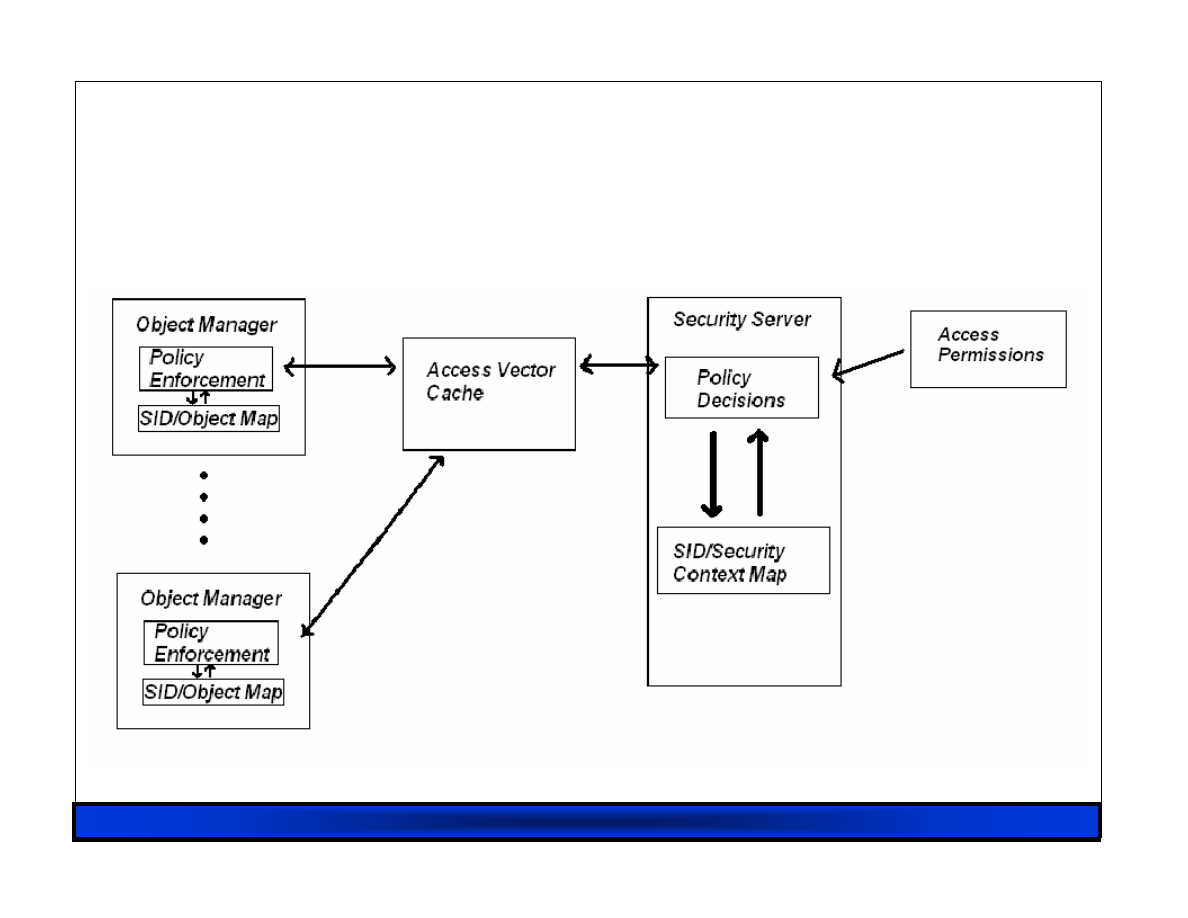 Object Manager
Policy
Enforcement
SID/Object Map
Access Vector
Cache
Security Server
Policy
Decisions
SID/Security
Context Map
Access
Permissions
Object Manager
Policy
Enforcement
SID/Object Map